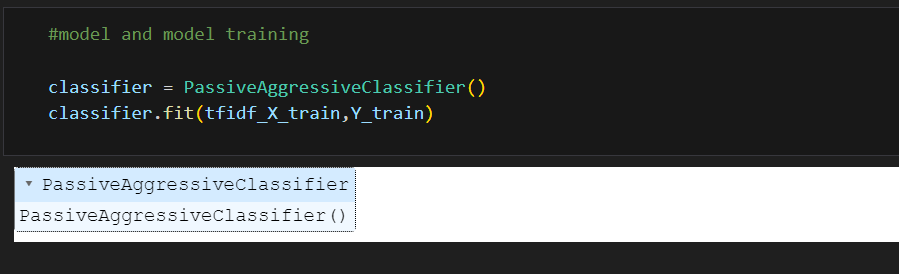 #model and model training
classifier = PassiveAggressiveClassifier()
classifier.fit(tfidf_X_train,Y_train)
▾ PassiveAggressiveClassifier
PassiveAggressiveClassifier()